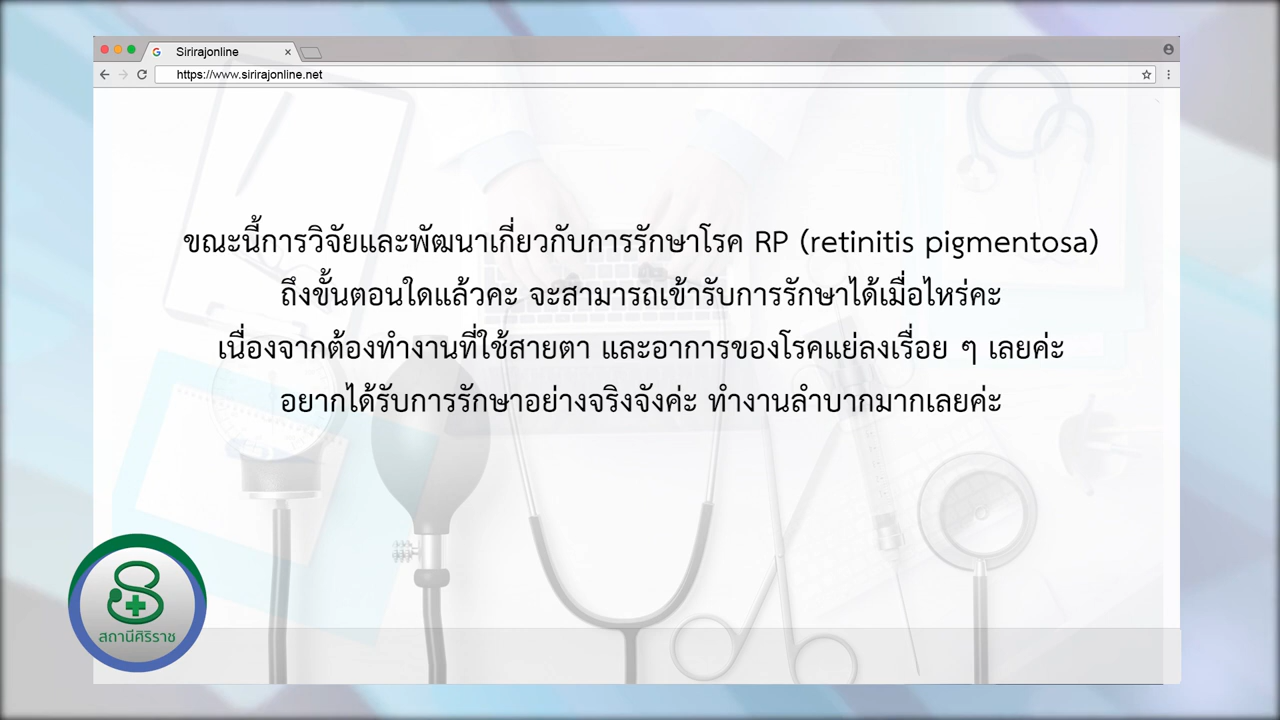 Sirirajonline
https://www.sirirajonline.net
ขณะนี้การวิจัยและพัฒนาเกี่ยวกับการรักษาโรค RP (retinitis pigmentosa)
ถึงขั้นตอนใดแล้วคะ จะสามารถเข้ารับการรักษาได้เมื่อไหร่คะ
เนื่องจากต้องทำงานที่ใช้สายตา และอาการของโรคแย่ลงเรื่อย ๆ เลยค่ะ
อยากได้รับการรักษาอย่างจริงจังค่ะ ทำงานลำบากมากเลยค่ะ
สถานีศิริราช